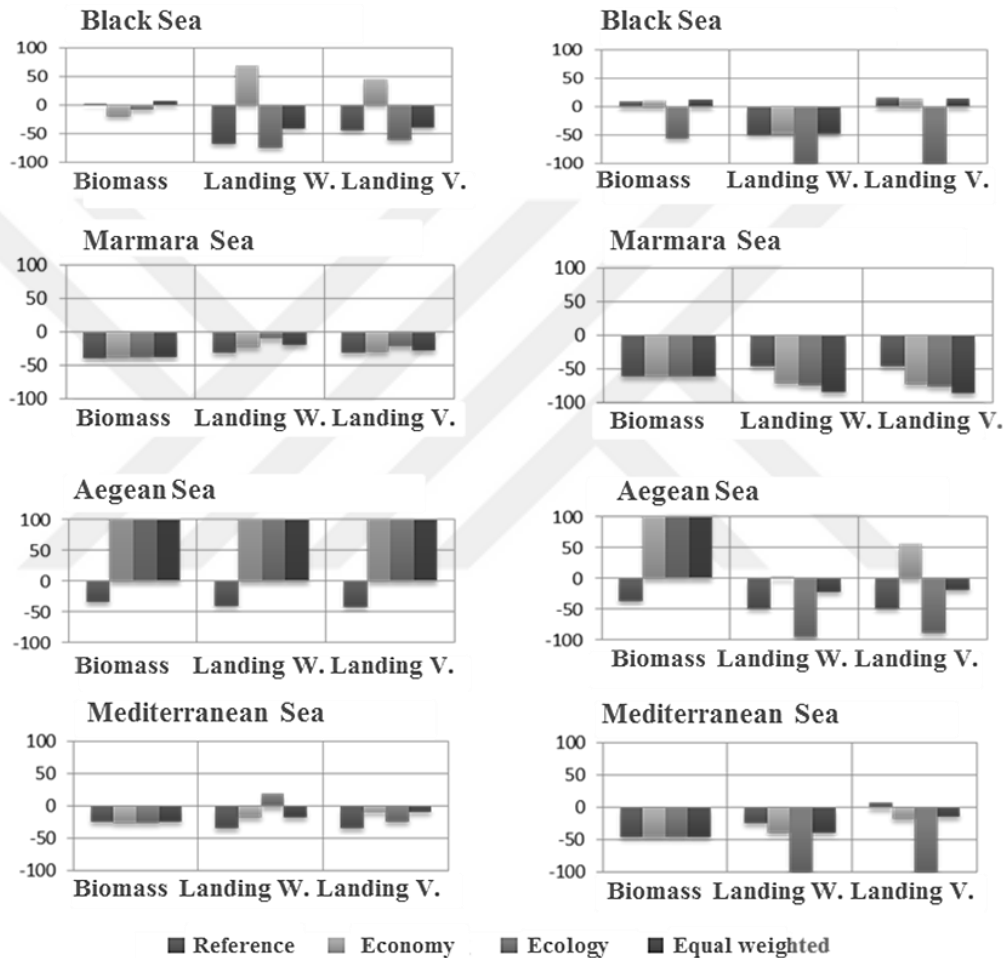 Black Sea
100
50
0
-50
-100
Biomass Landing W. Landing V.
Black Sea
100
50
0
-50
-100
Biomass Landing W. Landing V.
Marmara Sea
100
50
0
-50
-100
Biomass Landing W. Landing V.
Marmara Sea
100
50
0
-50
-100
Biomass Landing W. Landing V.
Aegean Sea
100
50
0
-50
-100
Biomass Landing W. Landing V.
Aegean Sea
100
50
0
-50
-100
Biomass Landing W. Landing V.
Mediterranean Sea
100
50
0
-50
-100
Biomass Landing W. Landing V.
Mediterranean Sea
100
50
0
-50
-100
Biomass Landing W. Landing V.
Reference Economy Ecology Equal weighted